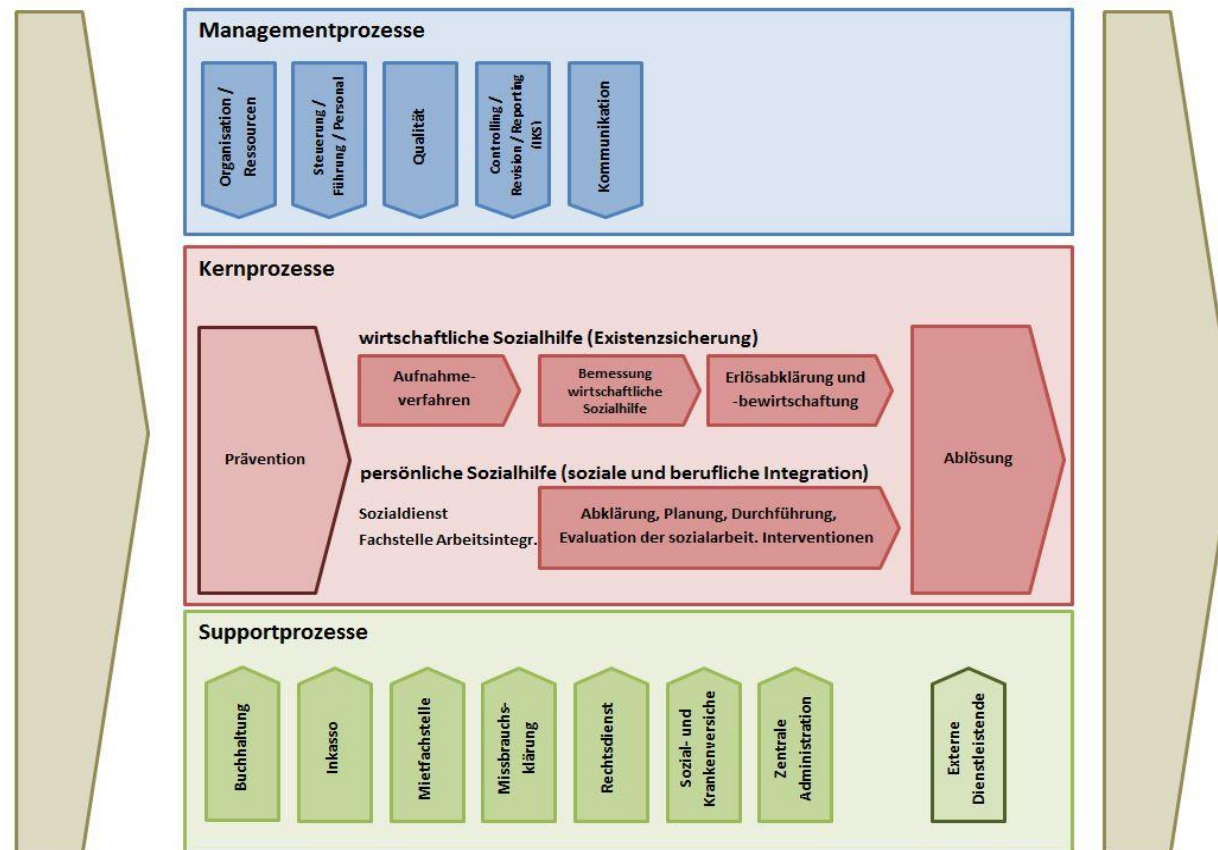 Managementprozesse
Organisation /
Ressourcen
Steuerung /
Führung / Personal
Qualität
Controlling /
Revision / Reporting
(IKS)
Kommunikation
Kernprozesse
Prävention
wirtschaftliche Sozialhilfe (Existenzsicherung)
Aufnahme-
verfahren
Bemessung
wirtschaftliche
Sozialhilfe
Erlösabklärung und
-bewirtschaftung
persönliche Sozialhilfe (soziale und berufliche Integration)
Sozialdienst
Fachstelle Arbeitsintegr.
Abklärung, Planung, Durchführung,
Evaluation der sozialarbeit. Interventionen
Ablösung
Supportprozesse
Buchhaltung
Inkasso
Mietfachstelle
Missbrauchs-
klärung
Rechtsdienst
Sozial- und
Krankenversiche
Zentrale
Administration
Externe
Dienstleistende